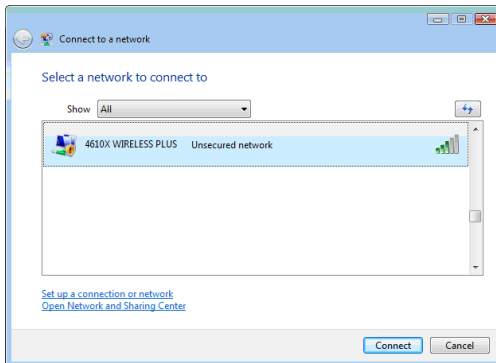 Connect to a network
Select a network to connect to
Show All
4610X WIRELESS PLUS Unsecured network
Set up a connection or network
Open Network and Sharing Center
Connect Cancel